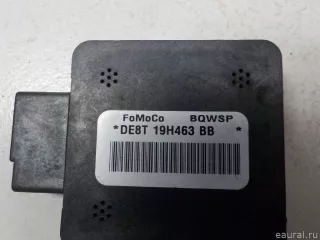 FoMoCo BQWSP
*DE8T 19H463 BB *
eaural.ru